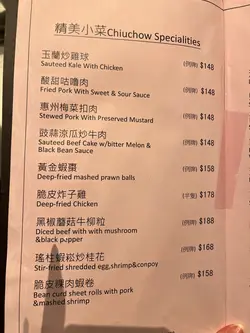 精美小菜Chiuchow Specialities
玉蘭炒雞球
Sauteed Kale With Chicken (例牌) $148
酸甜咕嚕肉
Fried Pork With Sweet & Sour Sauce (例牌) $148
惠州梅菜扣肉
Stewed Pork With Preserved Mustard (例牌) $148
豉蒜涼瓜炒牛肉
Sauteed Beef Cake w/bitter Melon & (例牌) $148
Black Bean Sauce
黃金蝦棗
Deep-fried mashed prawn balls (例牌) $158
脆皮炸子雞
Deep-fried Chicken (半隻) $178
黑椒蘑菇牛柳粒
Diced beef with with mushroom (例牌) $188
&black pepper
瑤柱蝦崧炒桂花
Stir-fried shredded egg,shrimp&conpoy (例牌) $168
脆皮粿肉蝦卷
Bean curd sheet rolls with pork (例牌) $158
&mashed shrimp